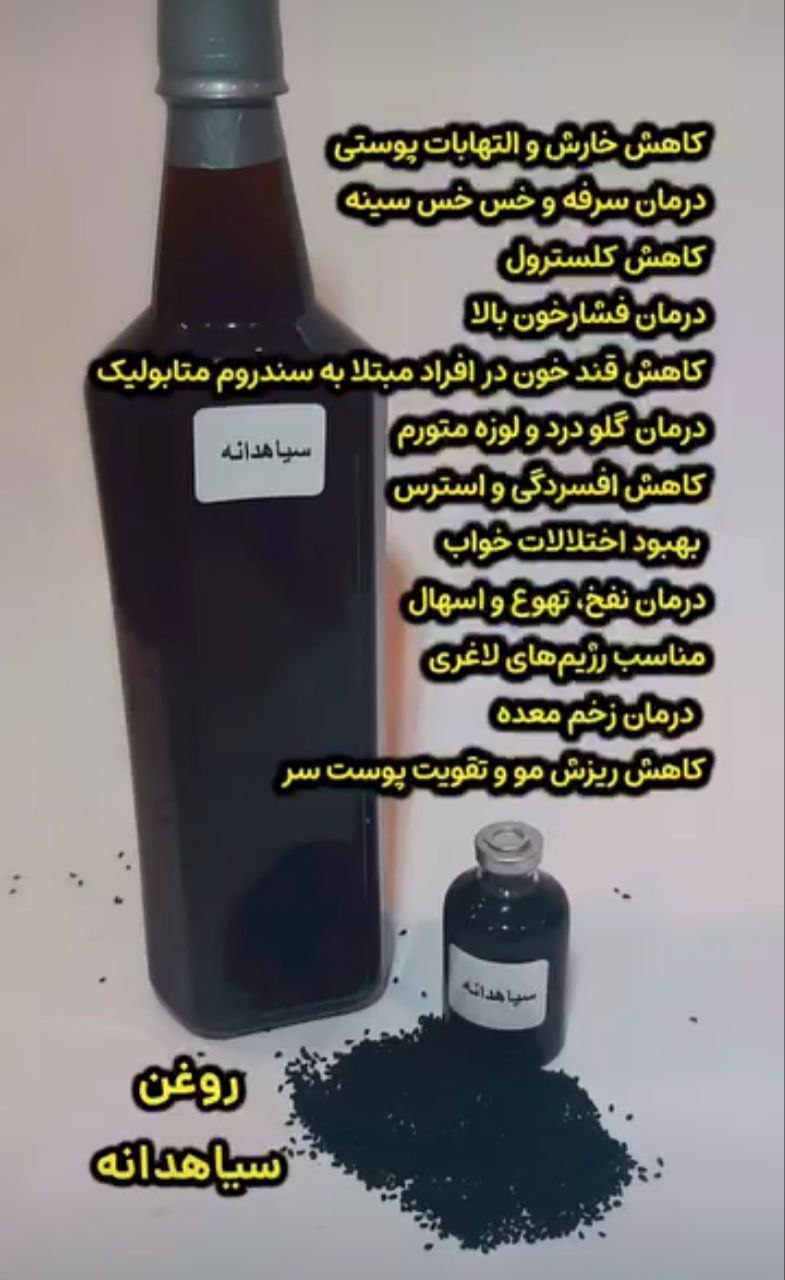 کاهش خارش و التهابات پوستی
درمان سرفه و خس خس سینه
کاهش کلسترول
درمان فشارخون بالا
کاهش قند خون در افراد مبتلا به سندروم متابولیک
درمان گلو درد و لوزه متورم
کاهش افسردگی و استرس
بهبود اختلالات خواب
درمان نفخ، تهوع و اسهال
مناسب رژیم‌های لاغری
درمان زخم معده
کاهش ریزش مو و تقویت پوست سر
سیاهدانه
سیاهدانه
روغن
سیاهدانه